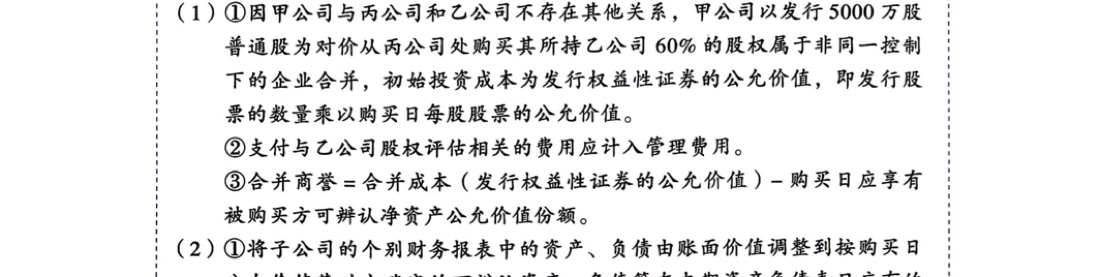 （1）①因甲公司与丙公司和乙公司不存在其他关系，甲公司以发行 5000 万股
普通股为对价从丙公司处购买其所持乙公司 60% 的股权属于非同一控制
下的企业合并，初始投资成本为发行权益性证券的公允价值，即发行股
票的数量乘以购买日每股股票的公允价值。
②支付与乙公司股权评估相关的费用应计入管理费用。
③合并商誉 = 合并成本（发行权益性证券的公允价值）– 购买日应享有
被购买方可辨认净资产公允价值份额。
（2）①将子公司的个别财务报表中的资产、负债由账面价值调整到按购买日